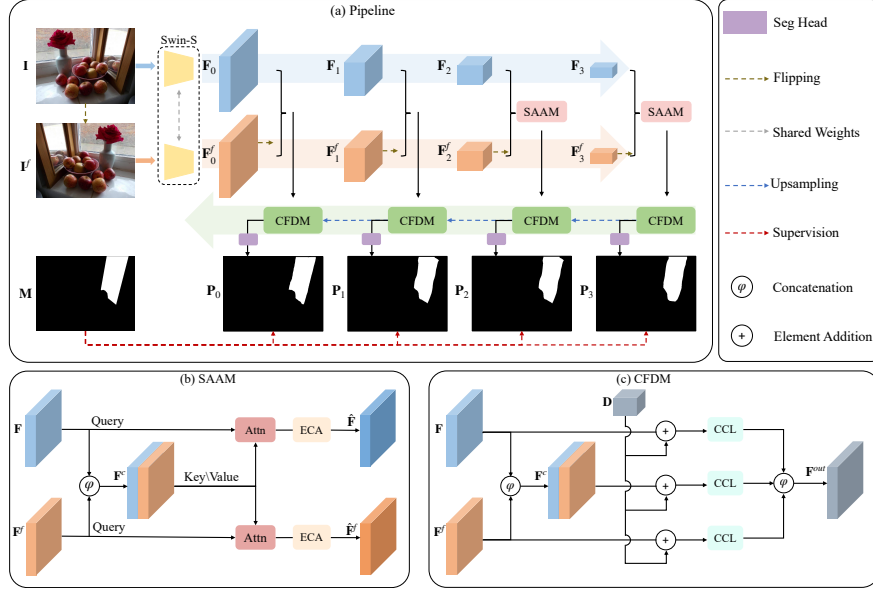 (a) Pipeline
Swin-S
I
F₀
F₁
F₂
F₃
SAAM
SAAM
Iᶠ
F₀ᶠ
F₁ᶠ
F₂ᶠ
F₃ᶠ
CFDM
CFDM
CFDM
CFDM
M
P₀
P₁
P₂
P₃
Seg Head
Flipping
Shared Weights
Upsampling
Supervision
φ
Concatenation
+
Element Addition
(b) SAAM
F
Query
Attn
ECA
F̂
φ
Fᶜ
Key\Value
Fᶠ
Query
Attn
ECA
F̂ᶠ
(c) CFDM
D
F
+
CCL
φ
Fᶜ
+
CCL
φ
Fᵒᵘᵗ
Fᶠ
+
CCL